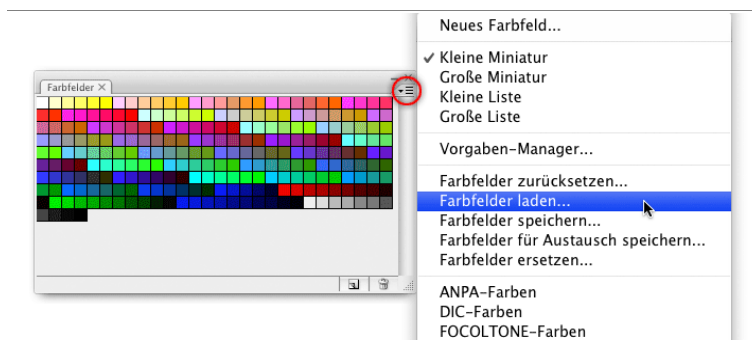 Farbfelder
Neues Farbfeld...
Kleine Miniatur
Große Miniatur
Kleine Liste
Große Liste
Vorgaben-Manager...
Farbfelder zurücksetzen...
Farbfelder laden...
Farbfelder speichern...
Farbfelder für Austausch speichern...
Farbfelder ersetzen...
ANPA-Farben
DIC-Farben
FOCOLTONE-Farben